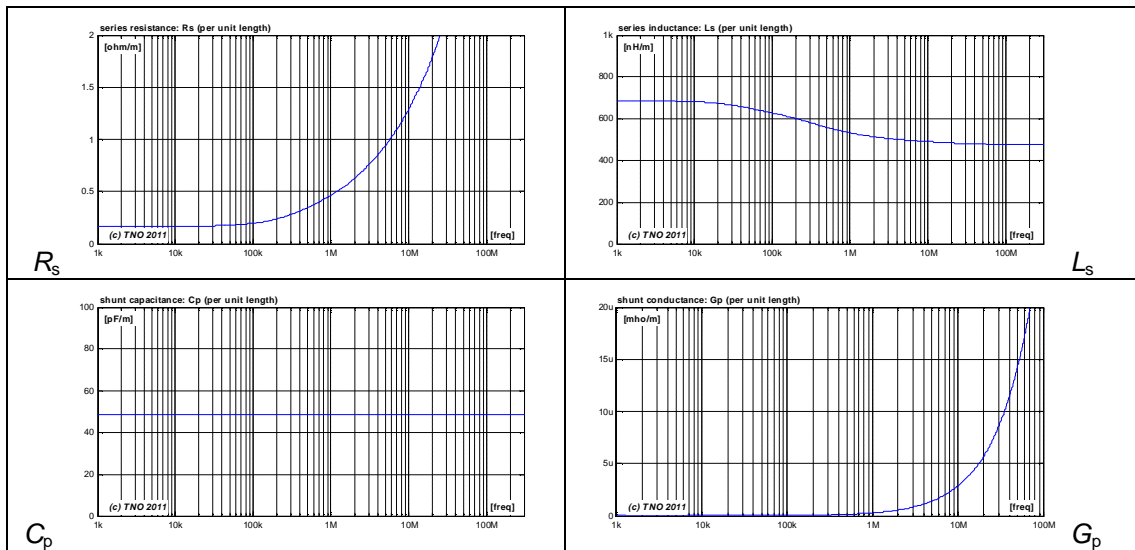 series resistance: Rs (per unit length)
2
[ohm/m]
1.5
1
0.5
0
(c) TNO 2011
[freq]
1k 10k 100k 1M 10M 100M
Rs
series inductance: Ls (per unit length)
1k
[nH/m]
800
600
400
200
0
(c) TNO 2011
[freq]
1k 10k 100k 1M 10M 100M
Ls
shunt capacitance: Cp (per unit length)
100
[pF/m]
80
60
40
20
0
(c) TNO 2011
[freq]
1k 10k 100k 1M 10M 100M
Cp
shunt conductance: Gp (per unit length)
20u
[mho/m]
15u
10u
5u
0
(c) TNO 2011
[freq]
1k 10k 100k 1M 10M 100M
Gp